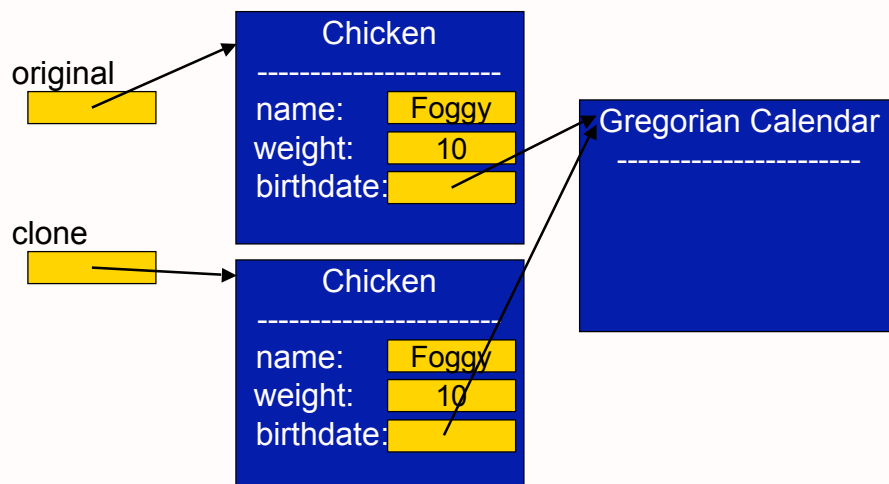 original
Chicken
-----------------------
name: Foggy
weight: 10
birthdate:
clone
Chicken
-----------------------
name: Foggy
weight: 10
birthdate:
Gregorian Calendar
-----------------------